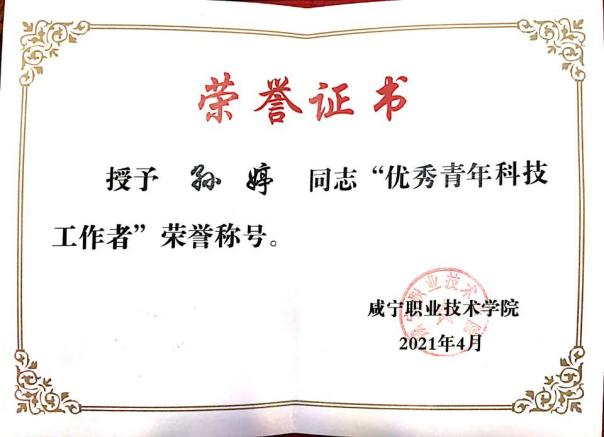 荣誉证书
授予 孙婷 同志“优秀青年科技
工作者”荣誉称号。
咸宁职业技术学院
2021年4月